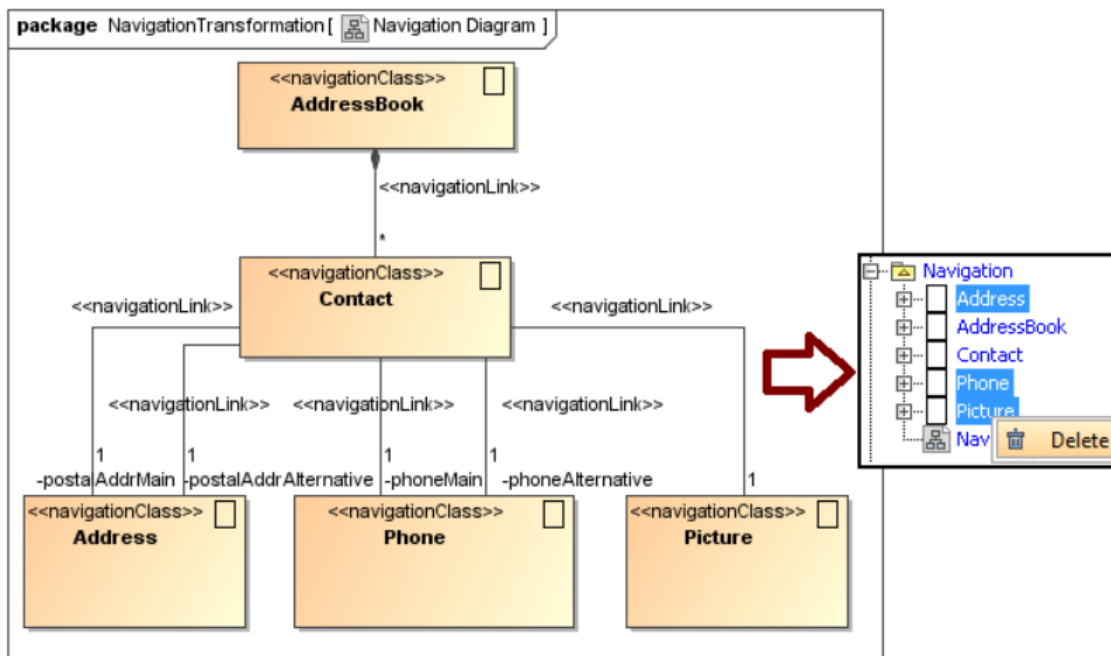 package NavigationTransformation [ Navigation Diagram ]
<<navigationClass>>
AddressBook
<<navigationLink>>
*
<<navigationClass>>
Contact
<<navigationLink>>
<<navigationLink>>
<<navigationLink>>
<<navigationLink>>
<<navigationLink>>
1
1
1
1
1
-postalAddrMain
-postalAddrAlternative
-phoneMain
-phoneAlternative
<<navigationClass>>
Address
<<navigationClass>>
Phone
<<navigationClass>>
Picture
Navigation
Address
AddressBook
Contact
Phone
Picture
Nav
Delete